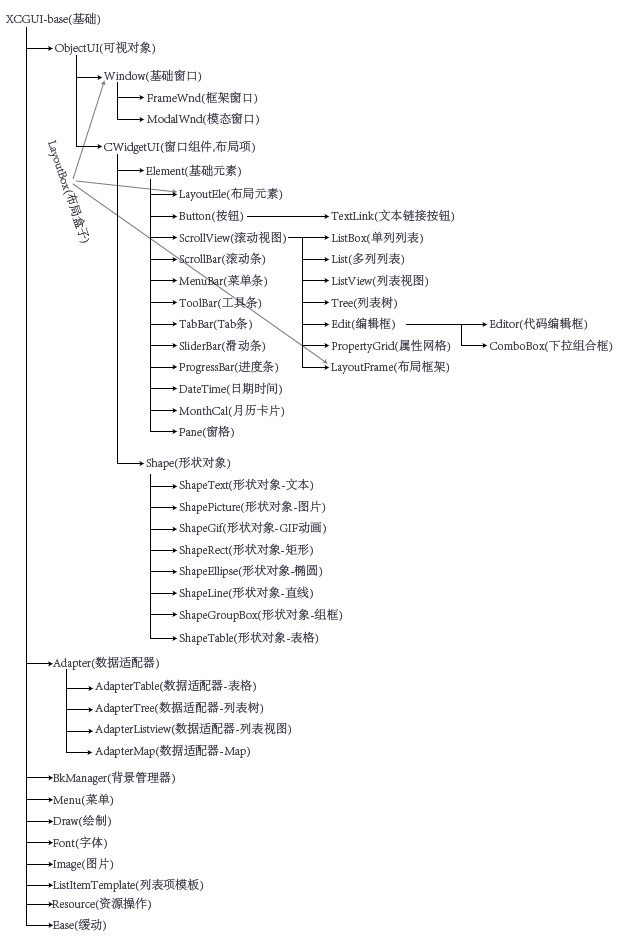 XCGUI-base(基础)
ObjectUI(可视对象)
Window(基础窗口)
FrameWnd(框架窗口)
ModalWnd(模态窗口)
LayoutBox(布局盒子)
CWidgetUI(窗口组件,布局项)
Element(基础元素)
LayoutEle(布局元素)
Button(按钮) TextLink(文本链接按钮)
ScrollView(滚动视图) ListBox(单列列表)
ScrollBar(滚动条) List(多列列表)
MenuBar(菜单条) ListView(列表视图)
ToolBar(工具条) Tree(列表树)
TabBar(Tab条) Edit(编辑框) Editor(代码编辑框)
SliderBar(滑动条) PropertyGrid(属性网格) ComboBox(下拉组合框)
ProgressBar(进度条) LayoutFrame(布局框架)
DateTime(日期时间)
MonthCal(月历卡片)
Pane(窗格)
Shape(形状对象)
ShapeText(形状对象-文本)
ShapePicture(形状对象-图片)
ShapeGif(形状对象-GIF动画)
ShapeRect(形状对象-矩形)
ShapeEllipse(形状对象-椭圆)
ShapeLine(形状对象-直线)
ShapeGroupBox(形状对象-组框)
ShapeTable(形状对象-表格)
Adapter(数据适配器)
AdapterTable(数据适配器-表格)
AdapterTree(数据适配器-列表树)
AdapterListview(数据适配器-列表视图)
AdapterMap(数据适配器-Map)
BkManager(背景管理器)
Menu(菜单)
Draw(绘制)
Font(字体)
Image(图片)
ListItemTemplate(列表项模板)
Resource(资源操作)
Ease(缓动)